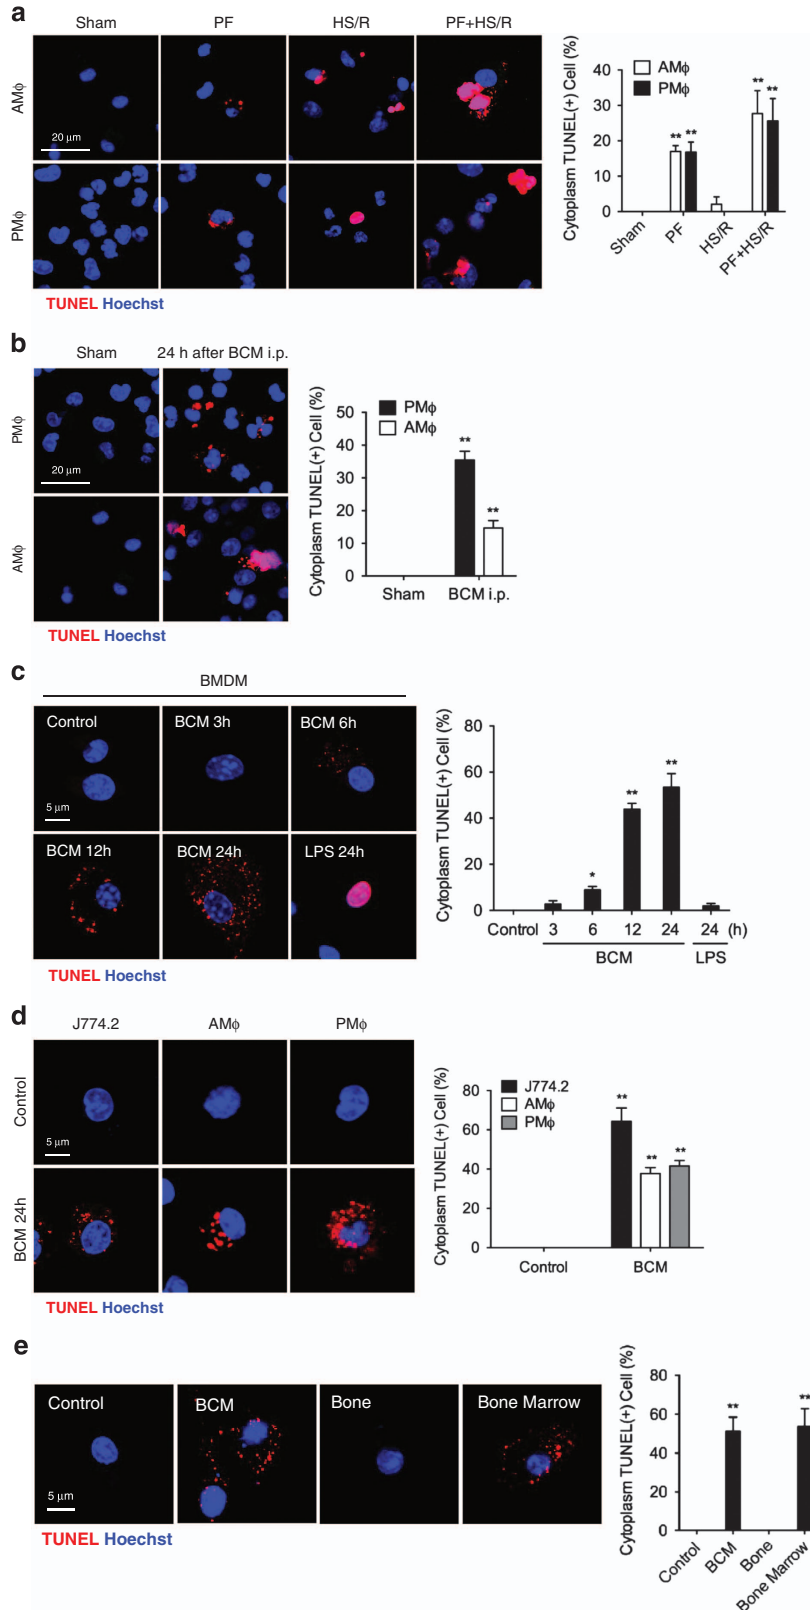 a
Sham PF HS/R PF+HS/R
AMϕ
20 μm
PMϕ
TUNEL Hoechst
Cytoplasm TUNEL(+) Cell (%)
AMϕ
PMϕ
40
30
20
10
0
** ** ** **
Sham PF HS/R PF+HS/R
b
Sham 24 h after BCM i.p.
PMϕ
20 μm
AMϕ
TUNEL Hoechst
Cytoplasm TUNEL(+) Cell (%)
PMϕ
AMϕ
50
40
30
20
10
0
** **
Sham BCM i.p.
c
BMDM
Control BCM 3h BCM 6h
5 μm
BCM 12h BCM 24h LPS 24h
TUNEL Hoechst
Cytoplasm TUNEL(+) Cell (%)
80
60
40
20
0
* ** **
Control 3 6 12 24 24 (h)
BCM LPS
d
J774.2 AMϕ PMϕ
Control
5 μm
BCM 24h
TUNEL Hoechst
Cytoplasm TUNEL(+) Cell (%)
J774.2
AMϕ
PMϕ
80
60
40
20
0
** ** **
Control BCM
e
Control BCM Bone Bone Marrow
5 μm
TUNEL Hoechst
Cytoplasm TUNEL(+) Cell (%)
80
60
40
20
0
** **
Control BCM Bone Bone Marrow